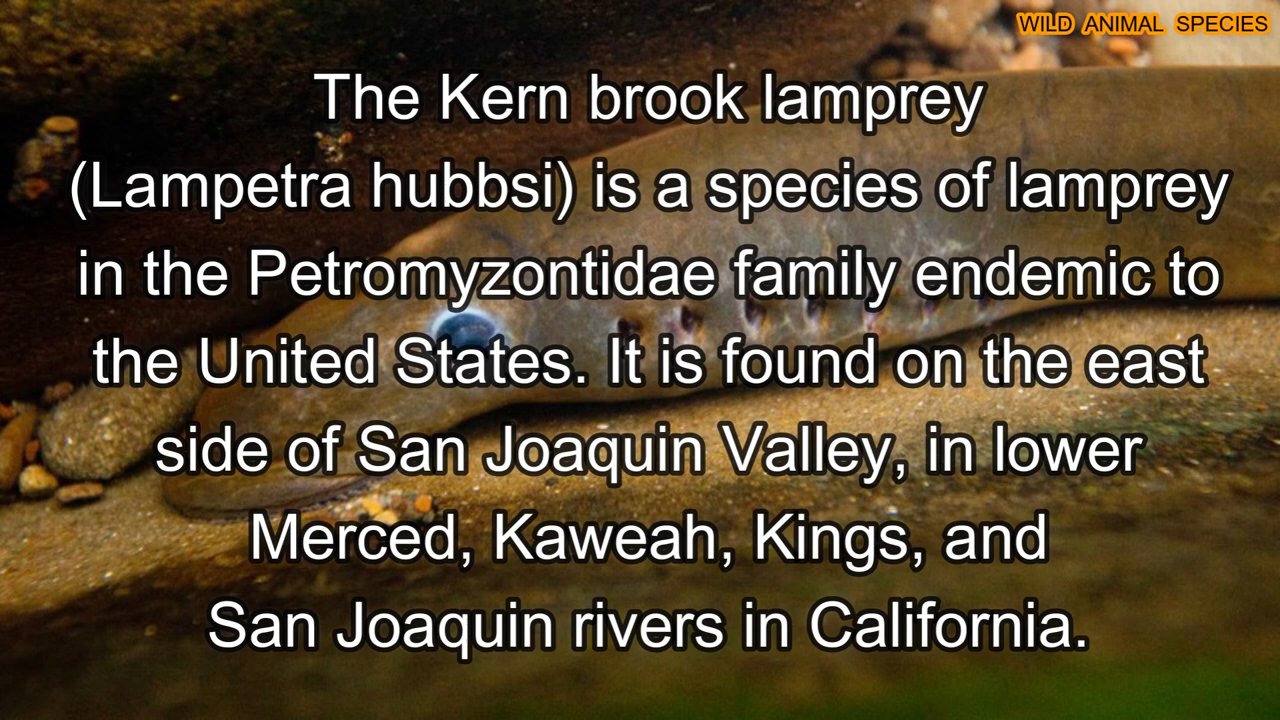 WILD ANIMAL SPECIES
The Kern brook lamprey
(Lampetra hubbsi) is a species of lamprey
in the Petromyzontidae family endemic to
the United States. It is found on the east
side of San Joaquin Valley, in lower
Merced, Kaweah, Kings, and
San Joaquin rivers in California.